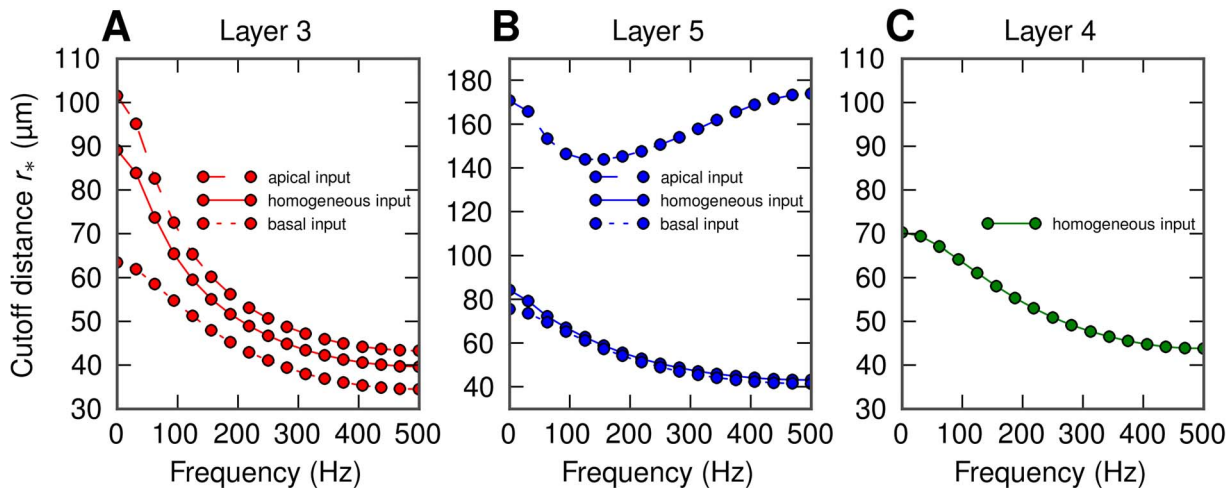 A Layer 3
B Layer 5
C Layer 4
Cutoff distance r* (μm)
110
100
90
80
70
60
50
40
30
0 100 200 300 400 500
Frequency (Hz)
apical input
homogeneous input
basal input
180
160
140
120
100
80
60
40
0 100 200 300 400 500
Frequency (Hz)
apical input
homogeneous input
basal input
110
100
90
80
70
60
50
40
30
0 100 200 300 400 500
Frequency (Hz)
homogeneous input